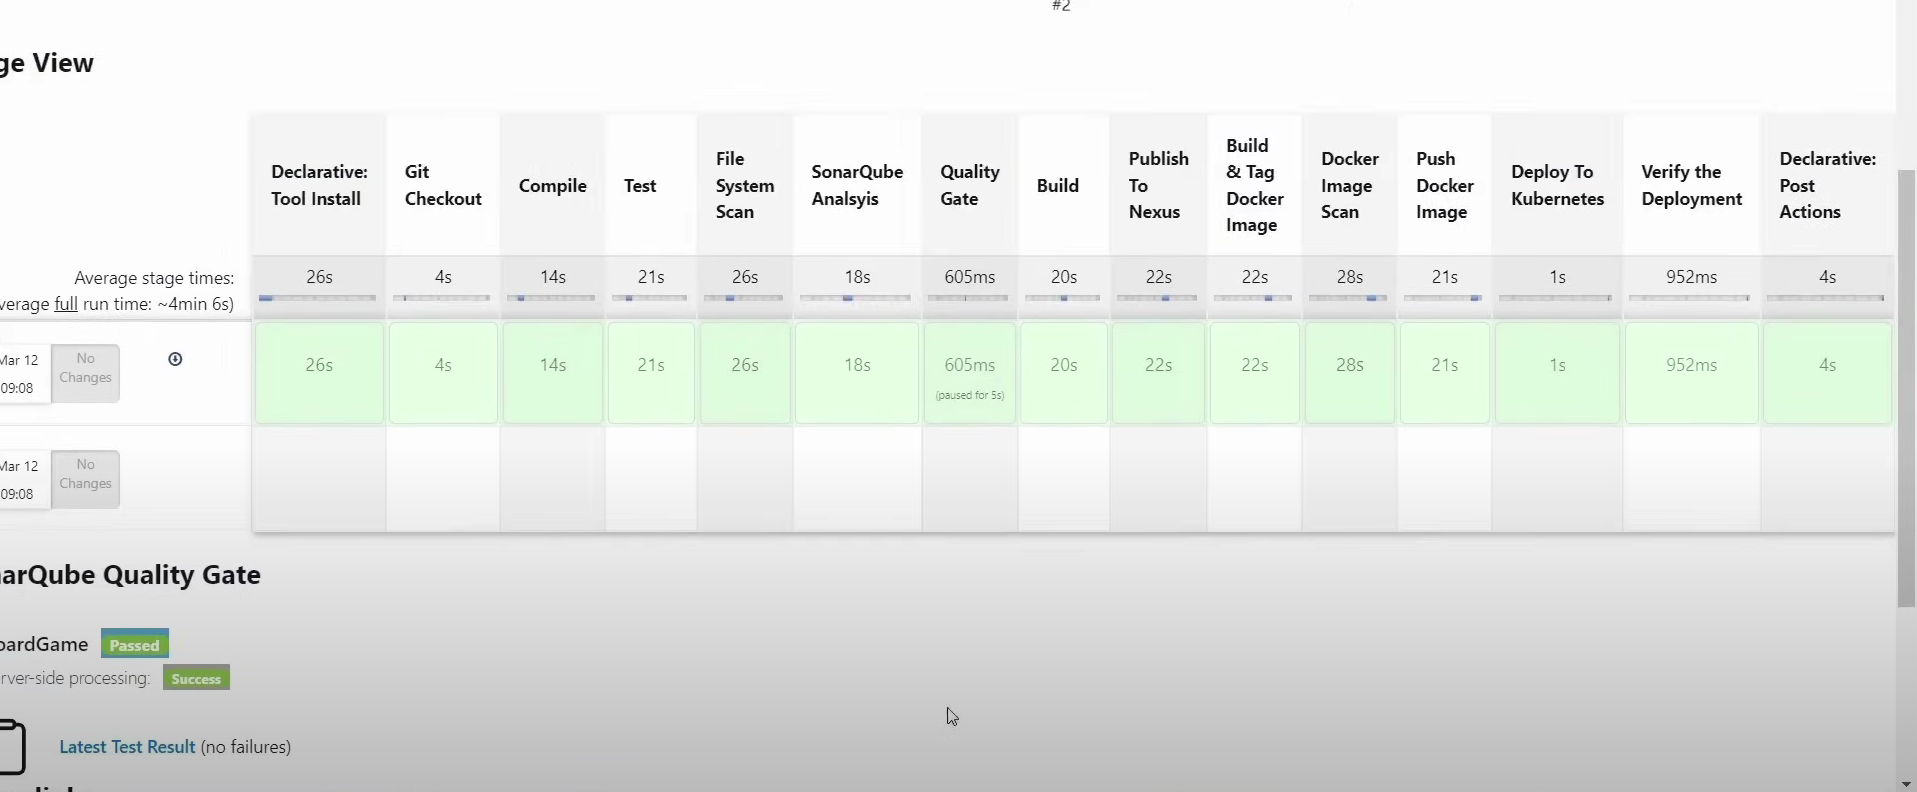 #2
ge View
Declarative:
Tool Install
Git
Checkout
Compile
Test
File
System
Scan
SonarQube
Analsyis
Quality
Gate
Build
Publish
To
Nexus
Build
& Tag
Docker
Image
Docker
Image
Scan
Push
Docker
Image
Deploy To
Kubernetes
Verify the
Deployment
Declarative:
Post
Actions
Average stage times:
verage full run time: ~4min 6s)
26s 4s 14s 21s 26s 18s 605ms 20s 22s 22s 28s 21s 1s 952ms 4s
Mar 12
09:08
No
Changes
26s 4s 14s 21s 26s 18s 605ms 20s 22s 22s 28s 21s 1s 952ms 4s
(paused for 5s)
Mar 12
09:08
No
Changes
arQube Quality Gate
oardGame Passed
rver-side processing: Success
Latest Test Result (no failures)